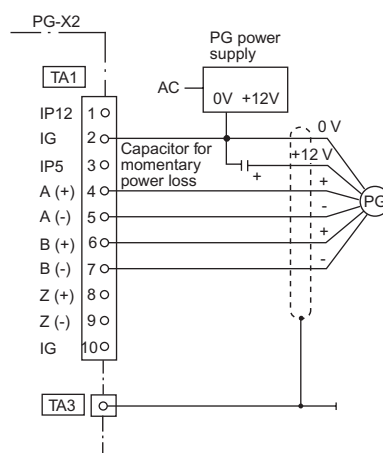 PG-X2
PG power
supply
TA1
AC
0V +12V
IP12 1
IG 2
0 V
Capacitor for
momentary
power loss
+12 V
+
IP5 3
A (+) 4
+
A (-) 5
-
PG
B (+) 6
+
B (-) 7
-
Z (+) 8
Z (-) 9
IG 10
TA3